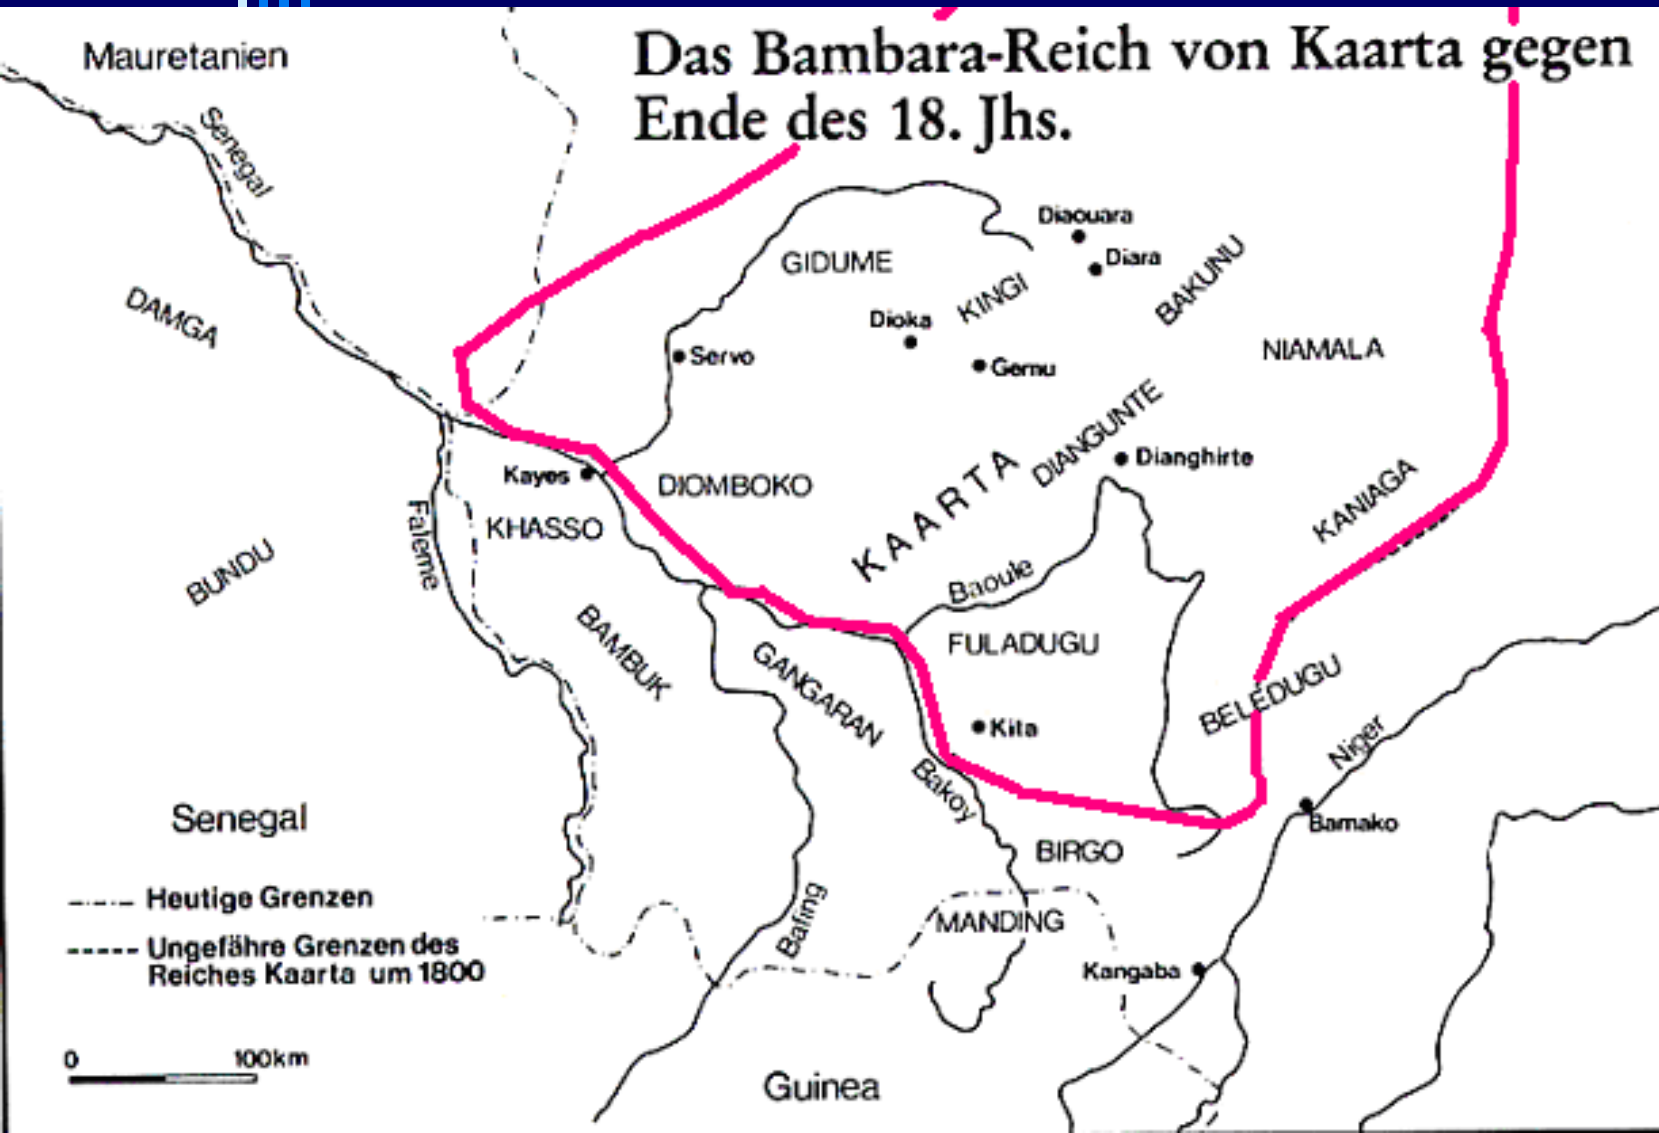 Das Bambara-Reich von Kaarta gegen
Ende des 18. Jhs.
Mauretanien
Senegal
DAMGA
Diaouara
Diara
GIDUME
KINGI
BAKUNU
Dioka
Servo
Gemu
NIAMALA
DIANGUNTE
Dianghirte
Kayes
DIOMBOKO
KAARTA
KANIAGA
KHASSO
Faleme
BUNDU
Baoule
BAMBUK
GANGARAN
FULADUGU
BELEDUGU
Kita
Niger
Bakoy
Senegal
Bamako
BIRGO
Heutige Grenzen
Bafing
MANDING
Ungefähre Grenzen des
Reiches Kaarta um 1800
Kangaba
0 100km
Guinea